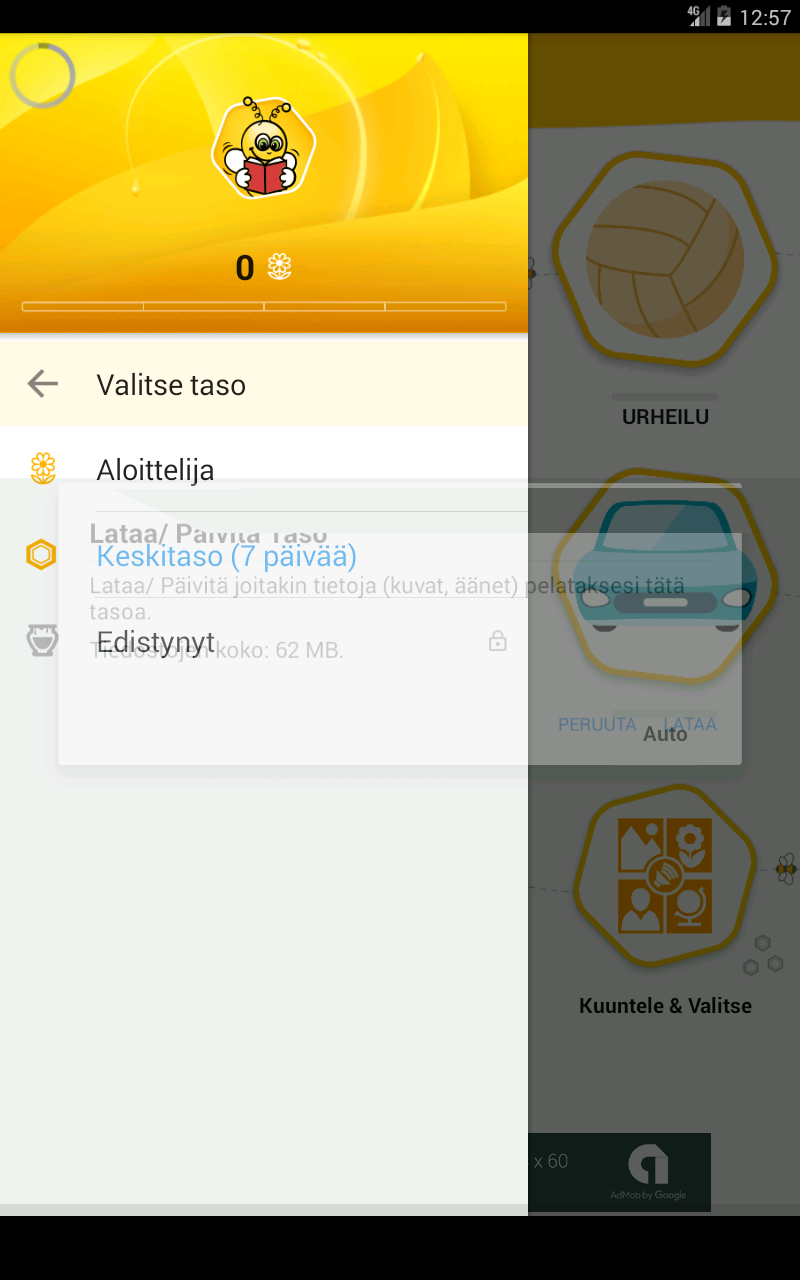 4G 12:57
0
Valitse taso
Aloittelija
Lataa/ Päivitä Taso
Keskitaso (7 päivää)
Lataa/ Päivitä joitakin tietoja (kuvat, äänet) pelataksesi tätä
tasoa.
Edistynyt
Tiedostojen koko: 62 MB.
PERUUTA LATAA
URHEILU
Auto
Kuuntele & Valitse
x 60
AdMob by Google